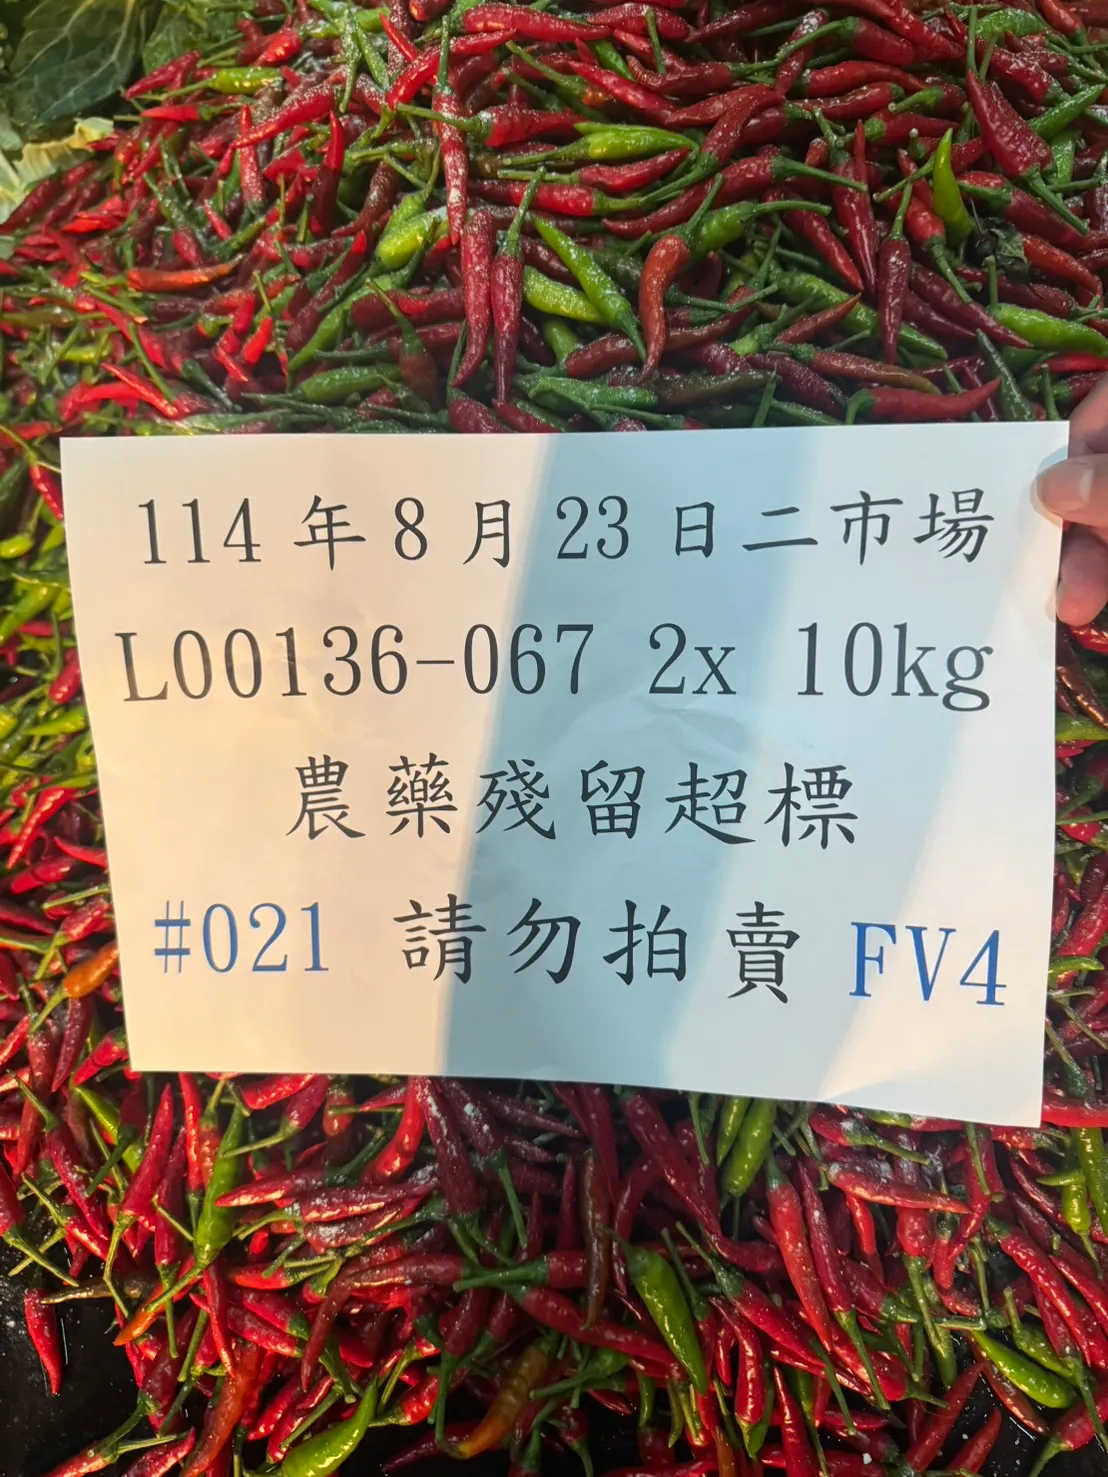 114 年 8 月 23 日二市場
L00136-067 2x 10kg
農藥殘留超標
#021 請勿拍賣 FV4